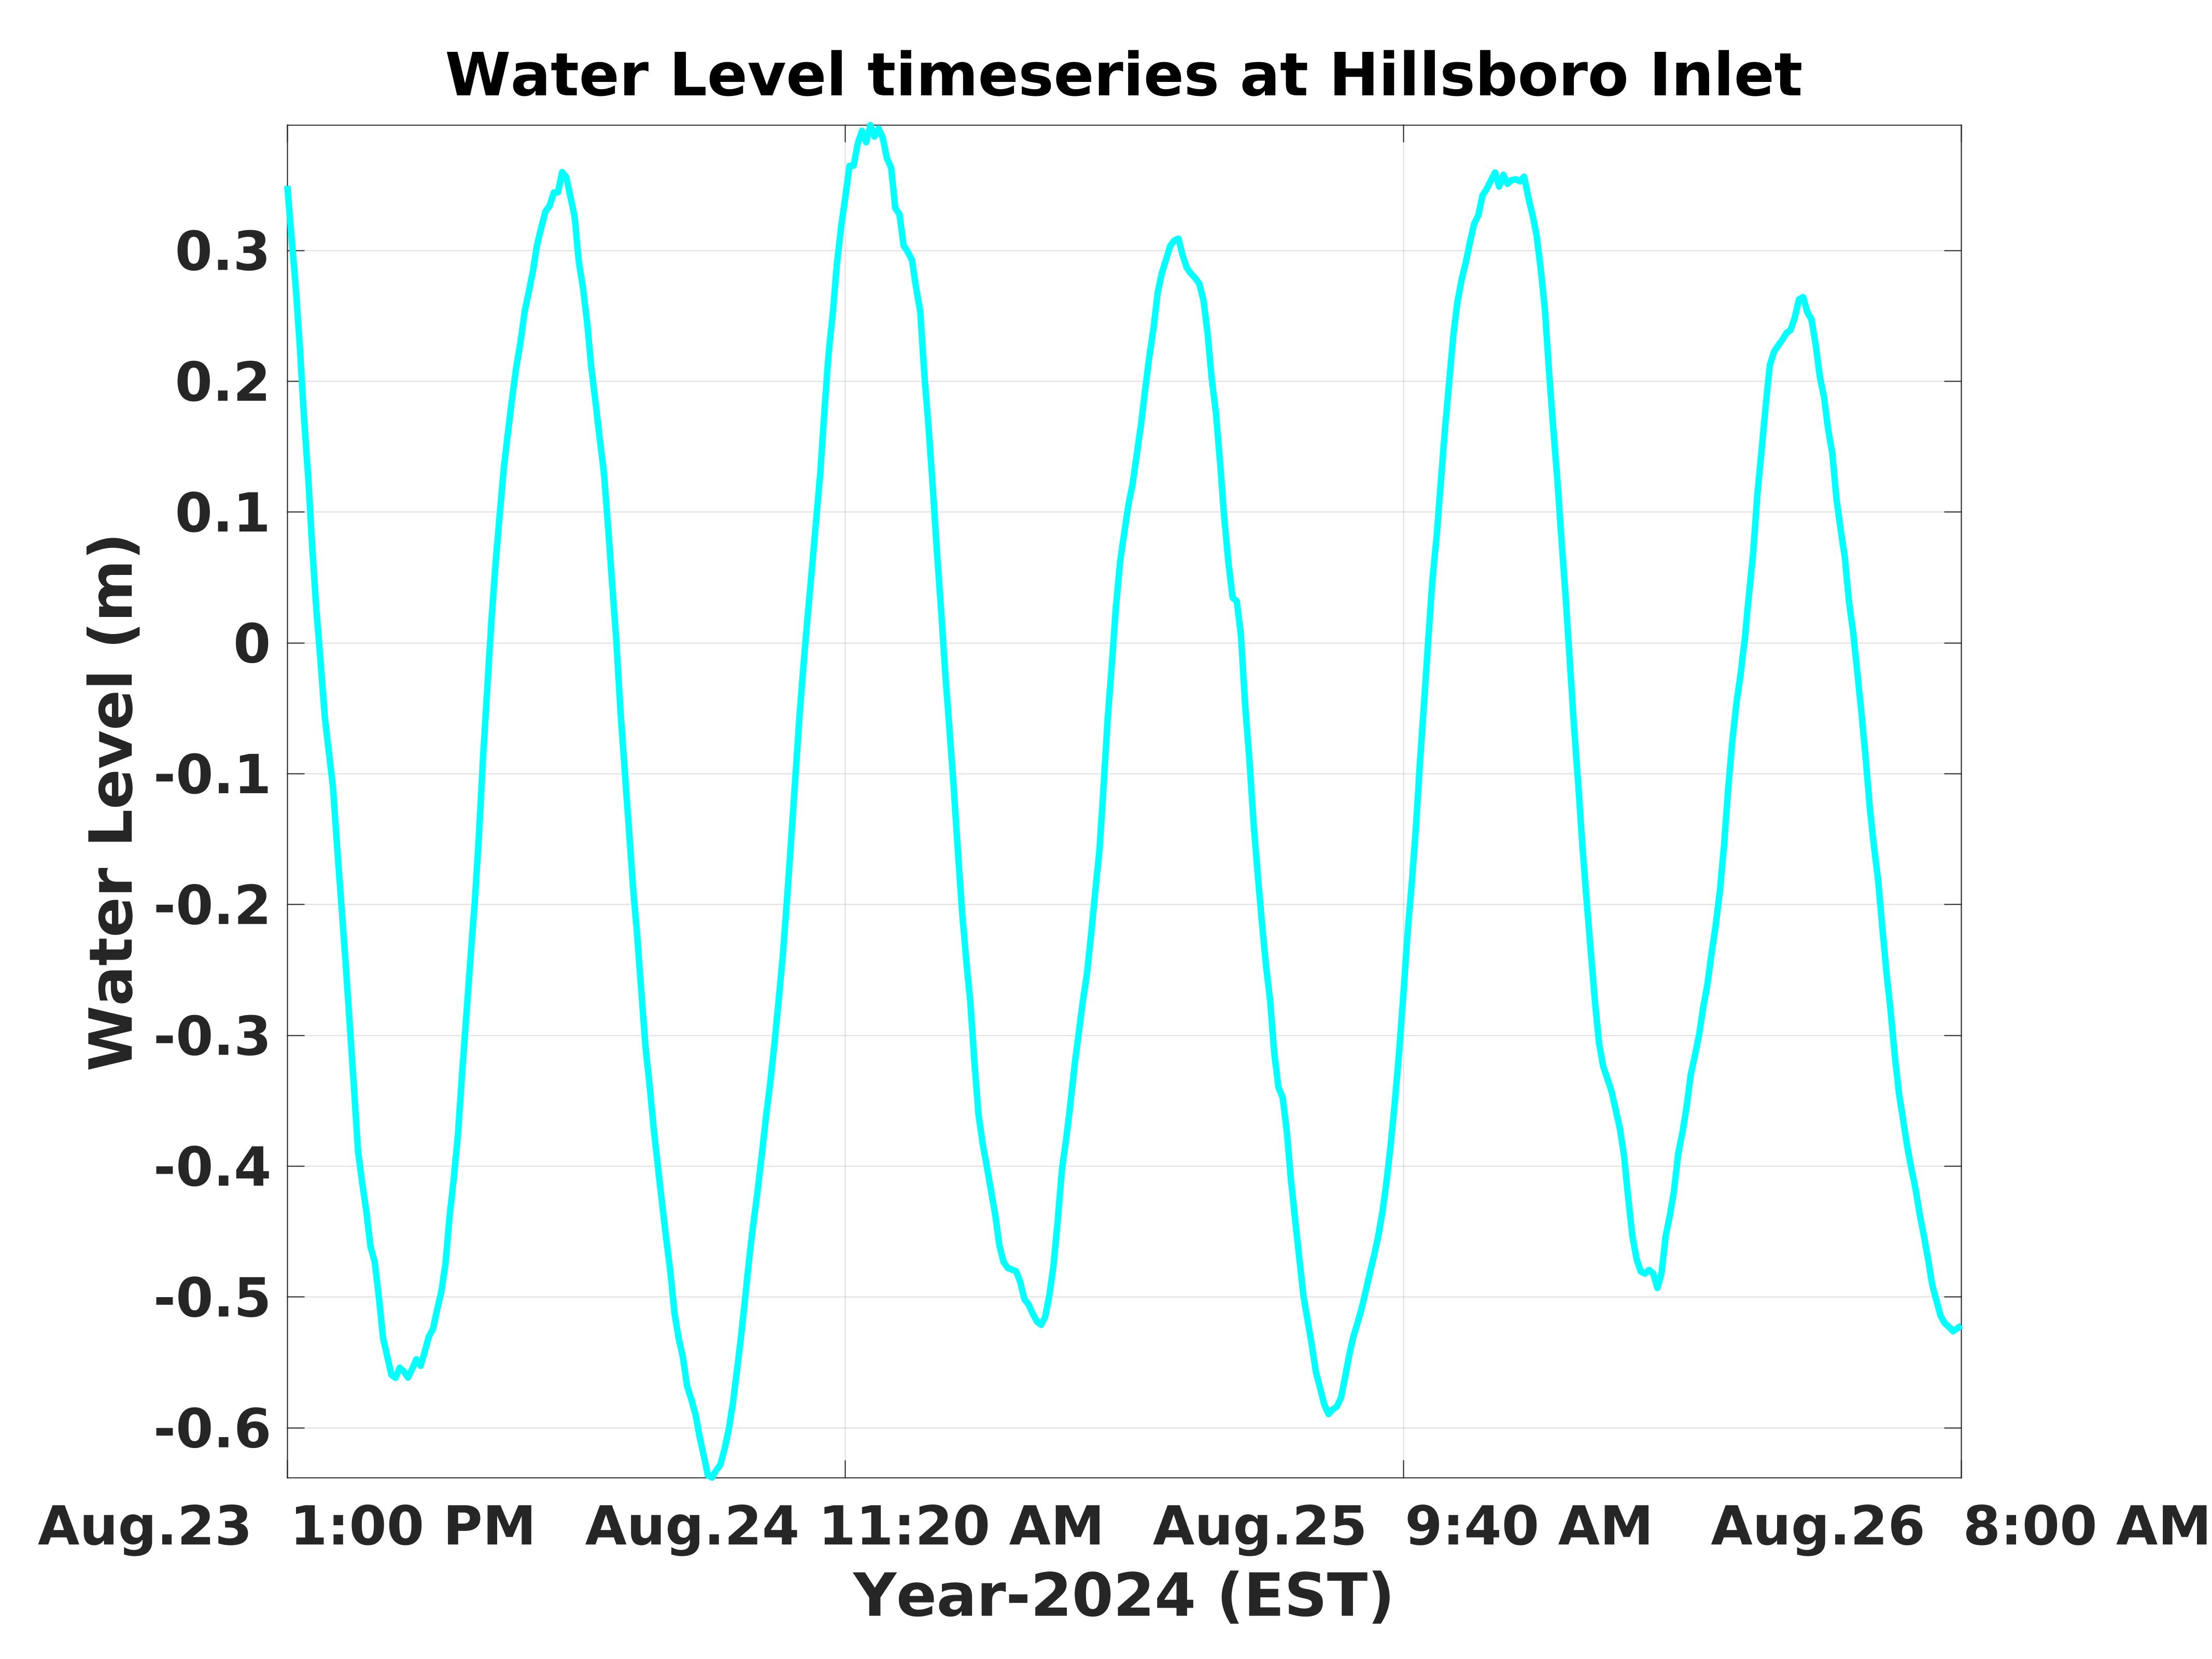 Water Level timeseries at Hillsboro Inlet
Water Level (m)
0.3
0.2
0.1
0
-0.1
-0.2
-0.3
-0.4
-0.5
-0.6
Aug.23  1:00 PM
Aug.24 11:20 AM
Aug.25  9:40 AM
Aug.26  8:00 AM
Year-2024 (EST)